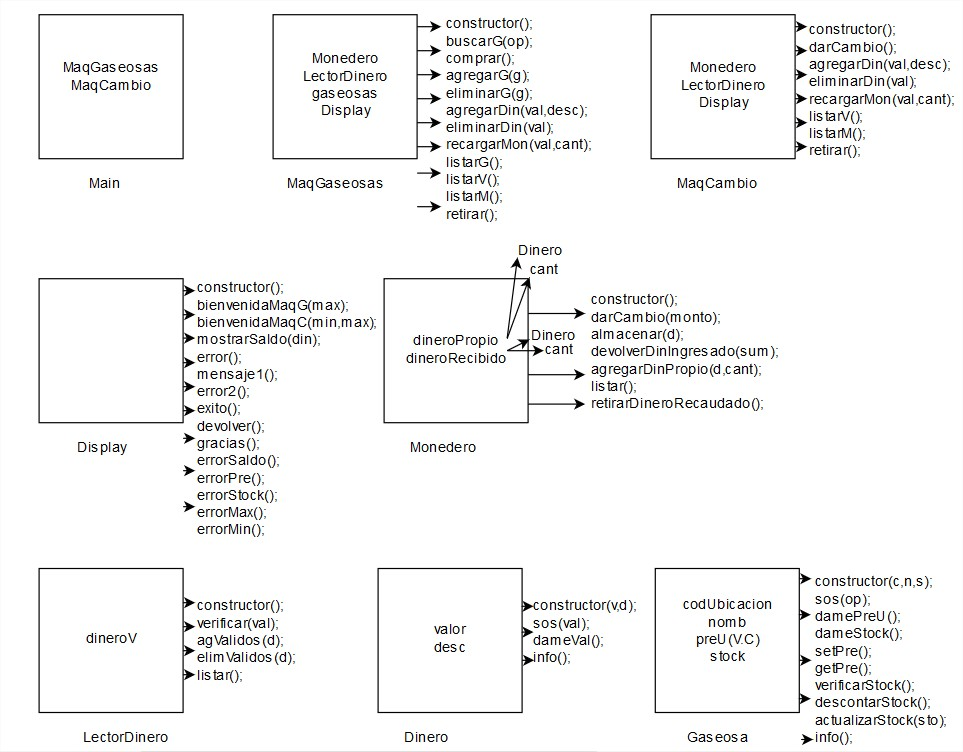 MaqGaseosas
MaqCambio
Main
Monedero
LectorDinero
gaseosas
Display
MaqGaseosas
constructor();
buscarG(op);
comprar();
agregarG(g);
eliminarG(g);
agregarDin(val,desc);
eliminarDin(val);
recargarMon(val,cant);
listarG();
listarV();
listarM();
retirar();
Monedero
LectorDinero
Display
MaqCambio
constructor();
darCambio();
agregarDin(val,desc);
eliminarDin(val);
recargarMon(val,cant);
listarV();
listarM();
retirar();
Display
constructor();
bienvenidaMaqG(max);
bienvenidaMaqC(min,max);
mostrarSaldo(din);
error();
mensaje1();
error2();
exito();
devolver();
gracias();
errorSaldo();
errorPre();
errorStock();
errorMax();
errorMin();
Dinero
cant
dineroPropio
dineroRecibido
Dinero
cant
Monedero
constructor();
darCambio(monto);
almacenar(d);
devolverDinIngresado(sum);
agregarDinPropio(d,cant);
listar();
retirarDineroRecaudado();
dineroV
LectorDinero
constructor();
verificar(val);
agValidos(d);
elimValidos(d);
listar();
valor
desc
Dinero
constructor(v,d);
sos(val);
dameVal();
info();
codUbicacion
nomb
preU(V.C)
stock
Gaseosa
constructor(c,n,s);
sos(op);
damePreU();
dameStock();
setPre();
getPre();
verificarStock();
descontarStock();
actualizarStock(sto);
info();